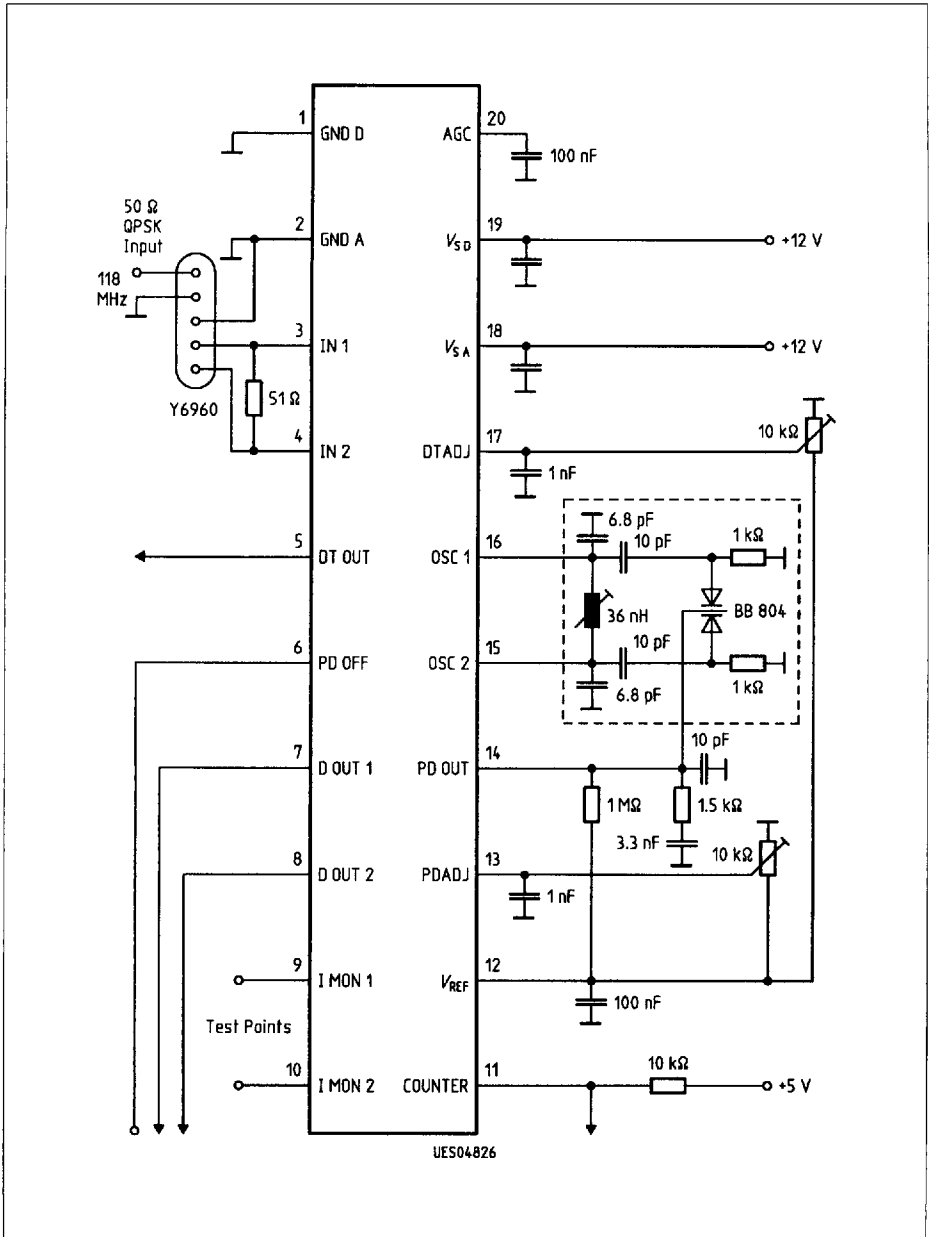 1 GND D
AGC 20
100 nF
50 Ω
QPSK
Input
118
MHz
2 GND A
V_SD 19
+12 V
3 IN 1
V_SA 18
+12 V
51 Ω
Y6960
4 IN 2
DTADJ 17
10 kΩ
1 nF
5 DT OUT
OSC 1 16
6.8 pF
10 pF
1 kΩ
36 nH
BB 804
6 PD OFF
OSC 2 15
10 pF
6.8 pF
1 kΩ
7 D OUT 1
PD OUT 14
10 pF
1 MΩ
1.5 kΩ
3.3 nF
8 D OUT 2
PDADJ 13
10 kΩ
1 nF
9 I MON 1
V_REF 12
100 nF
Test Points
10 I MON 2
COUNTER 11
10 kΩ
+5 V
UES04826